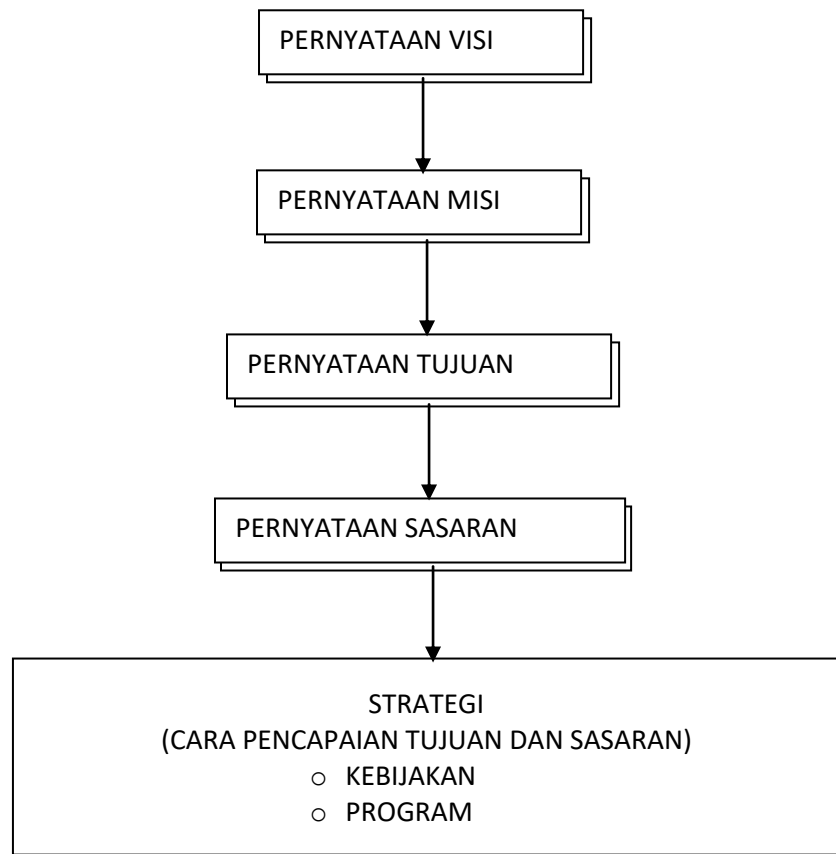 PERNYATAAN VISI
PERNYATAAN MISI
PERNYATAAN TUJUAN
PERNYATAAN SASARAN
STRATEGI
(CARA PENCAPAIAN TUJUAN DAN SASARAN)
o KEBIJAKAN
o PROGRAM